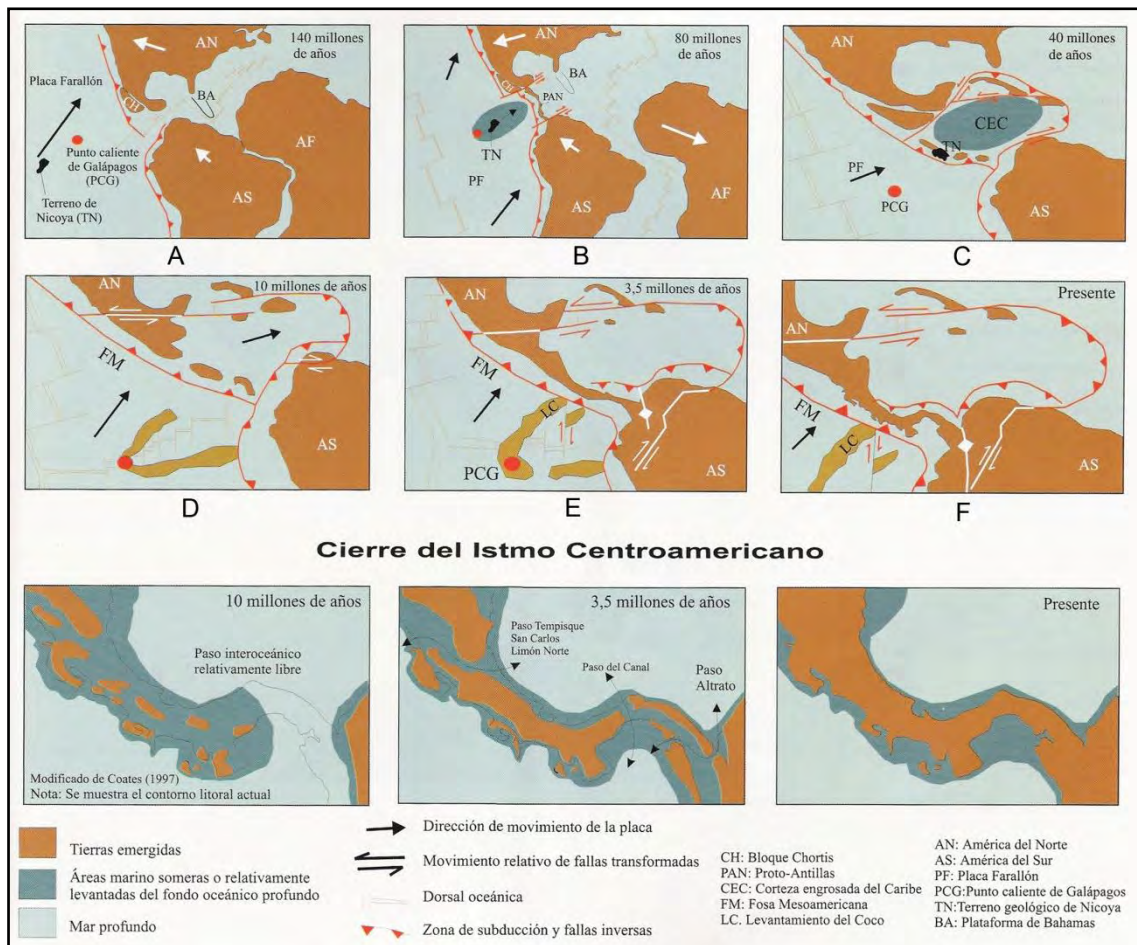 AN
140 millones
de años
Placa Farallón
CH
BA
Punto caliente
de Galápagos
(PCG)
AF
AS
Terreno de
Nicoya (TN)
A
AN
80 millones
de años
BA
CH
PAN
TN
PF
AS
AF
B
AN
40 millones
de años
CEC
TN
PF
PCG
AS
C
AN
10 millones de años
FM
AS
D
AN
3,5 millones de años
FM
LC
PCG
AS
E
Presente
AN
FM
LC
AS
F
Cierre del Istmo Centroamericano
10 millones de años
Paso interoceánico
relativamente libre
Modificado de Coates (1997)
Nota: Se muestra el contorno litoral actual
3,5 millones de años
Paso Tempisque
San Carlos
Limón Norte
Paso del Canal
Paso
Altrato
Presente
Tierras emergidas
Áreas marino someras o relativamente
levantadas del fondo oceánico profundo
Mar profundo
Dirección de movimiento de la placa
Movimiento relativo de fallas transformadas
Dorsal oceánica
Zona de subducción y fallas inversas
CH: Bloque Chortis
PAN: Proto-Antillas
CEC: Corteza engrosada del Caribe
FM: Fosa Mesoamericana
LC. Levantamiento del Coco
AN: América del Norte
AS: América del Sur
PF: Placa Farallón
PCG:Punto caliente de Galápagos
TN:Terreno geológico de Nicoya
BA: Plataforma de Bahamas